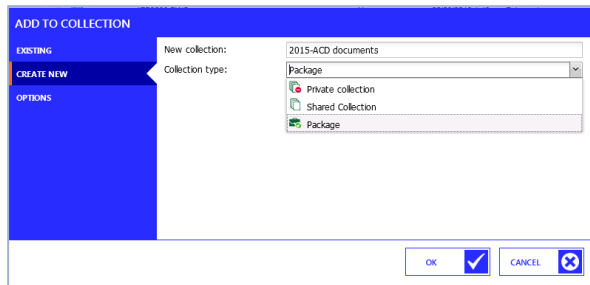 ADD TO COLLECTION
EXISTING
CREATE NEW
OPTIONS
New collection: 2015-ACD documents
Collection type: Package
Private collection
Shared Collection
Package
OK
CANCEL